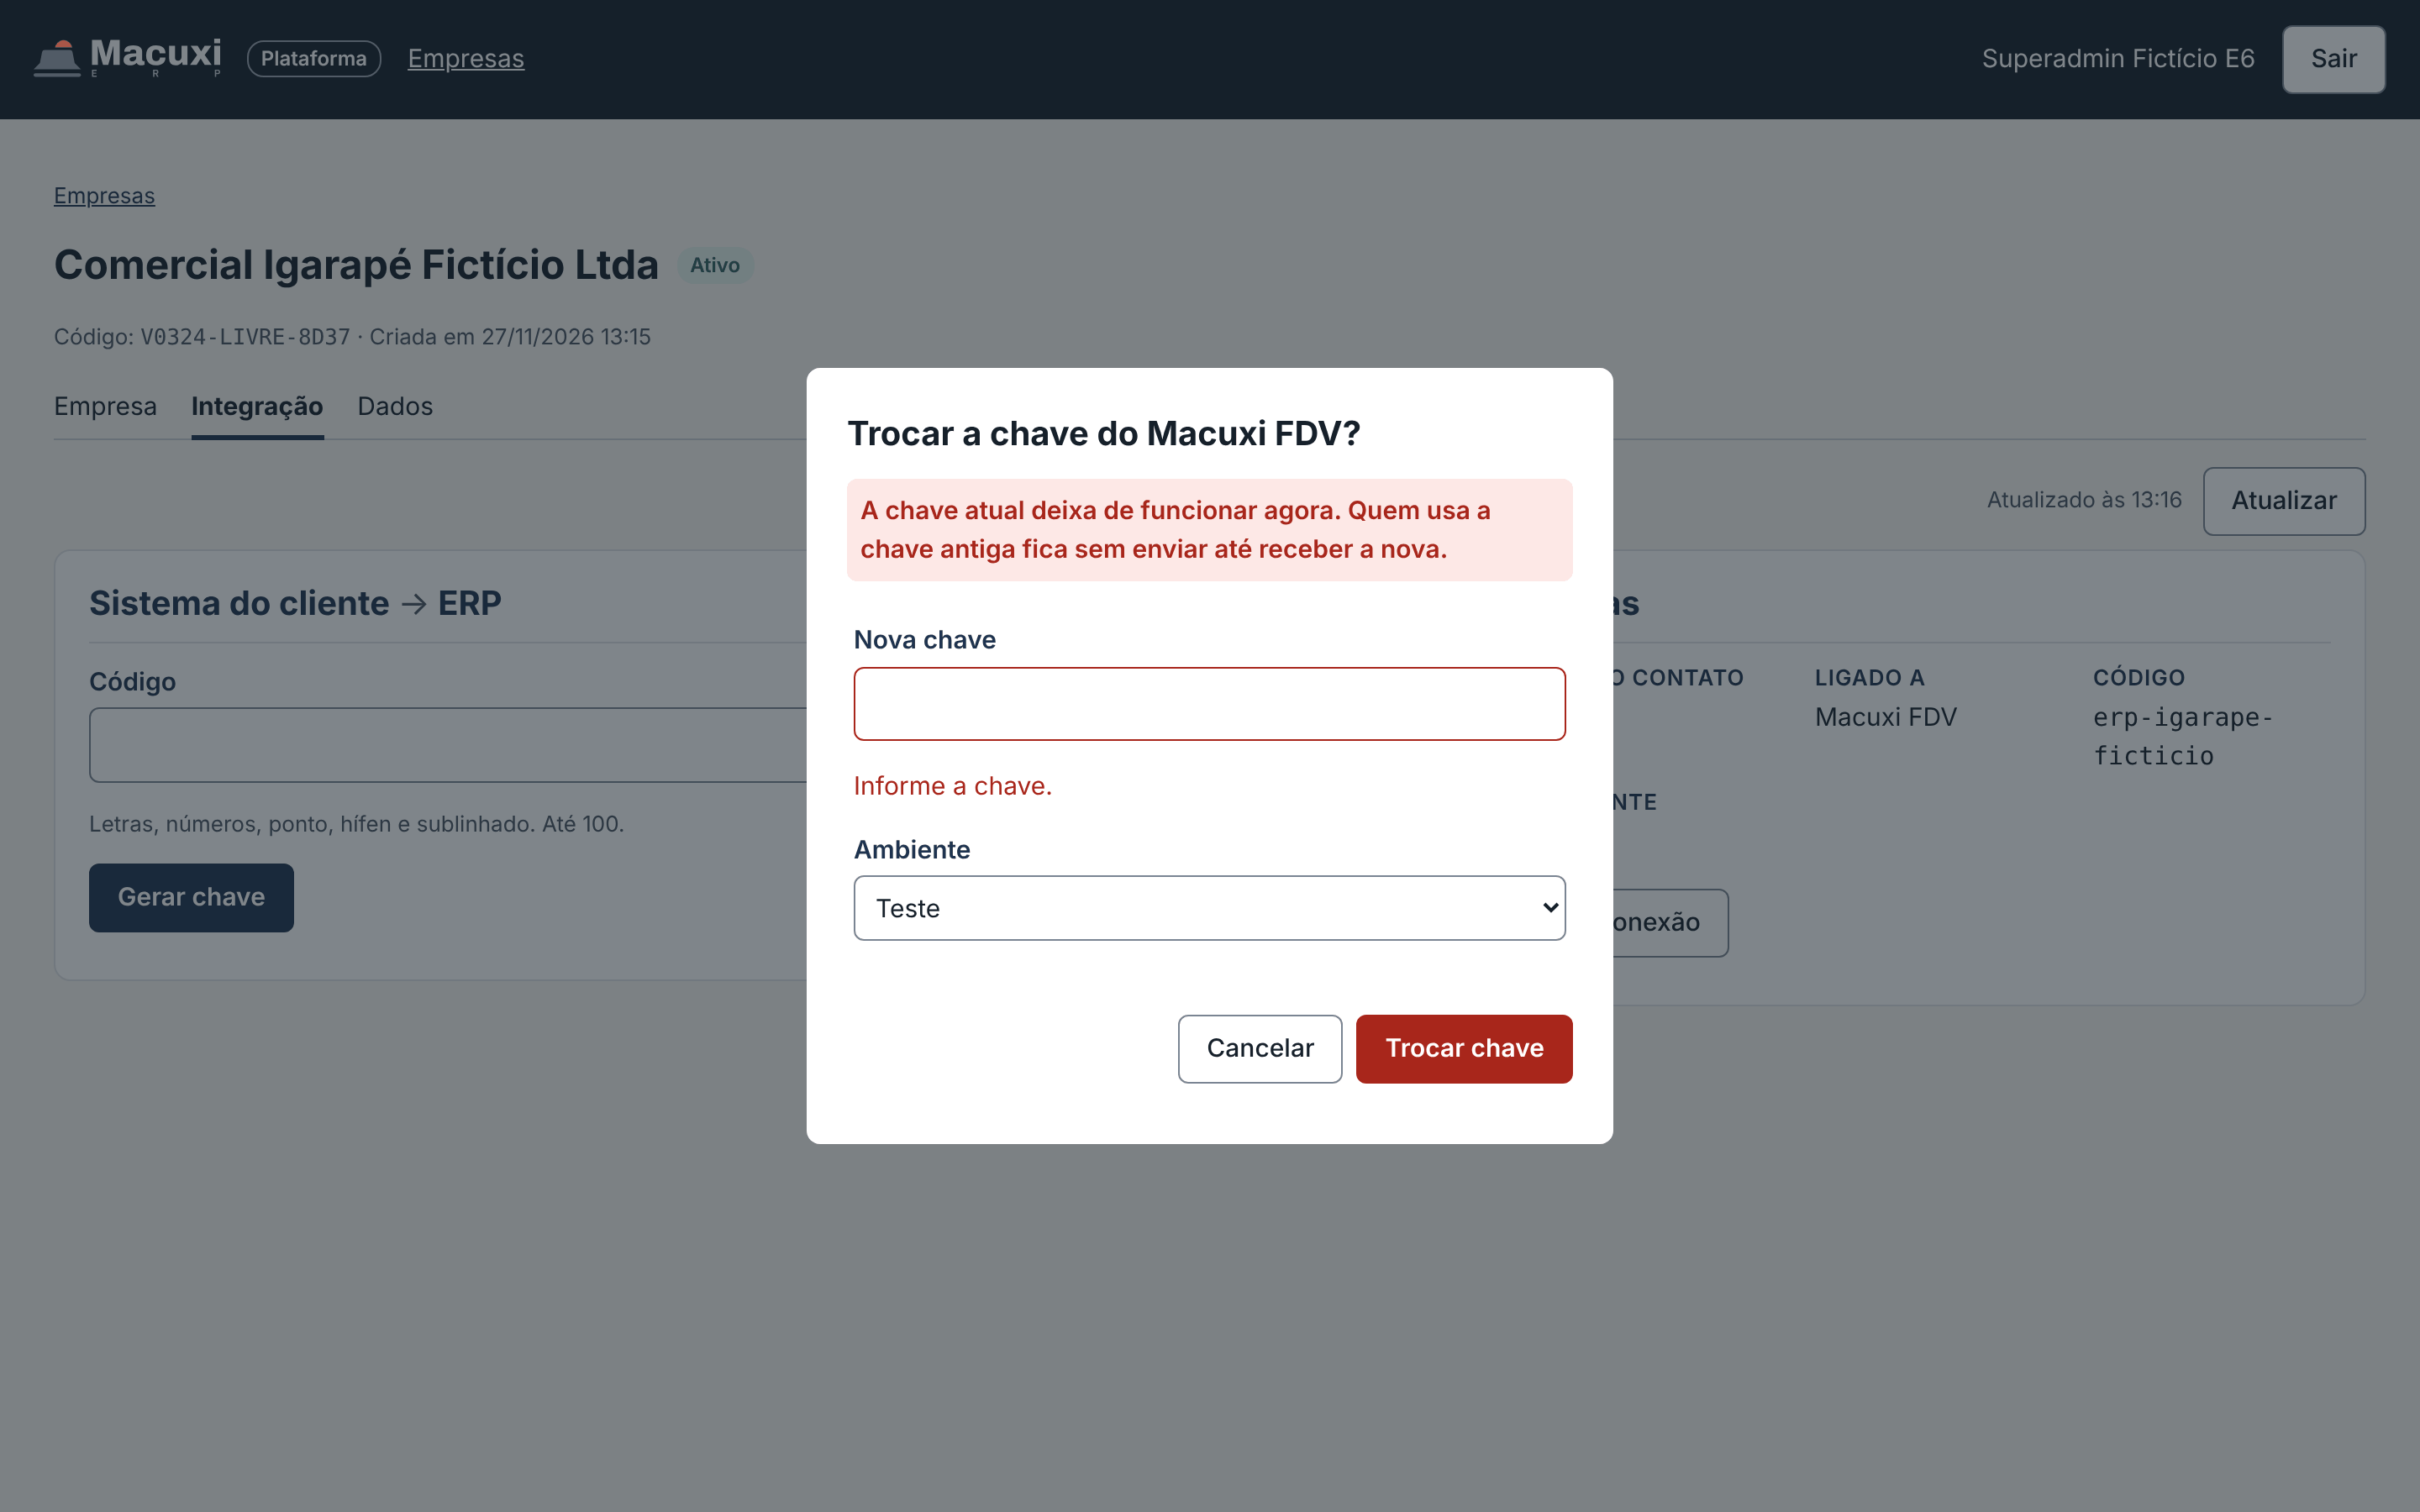 Macuxi
E R P
Plataforma
Empresas
Superadmin Fictício E6
Sair
Empresas
Comercial Igarapé Fictício Ltda
Ativo
Código: V0324-LIVRE-8D37 · Criada em 27/11/2026 13:15
Empresa
Integração
Dados
Atualizado às 13:16
Atualizar
Sistema do cliente → ERP
Código
Letras, números, ponto, hífen e sublinhado. Até 100.
Gerar chave
Trocar a chave do Macuxi FDV?
A chave atual deixa de funcionar agora. Quem usa a
chave antiga fica sem enviar até receber a nova.
Nova chave
Informe a chave.
Ambiente
Teste
Cancelar
Trocar chave
CONTATO
LIGADO A
Macuxi FDV
CÓDIGO
erp-igarape-
ficticio